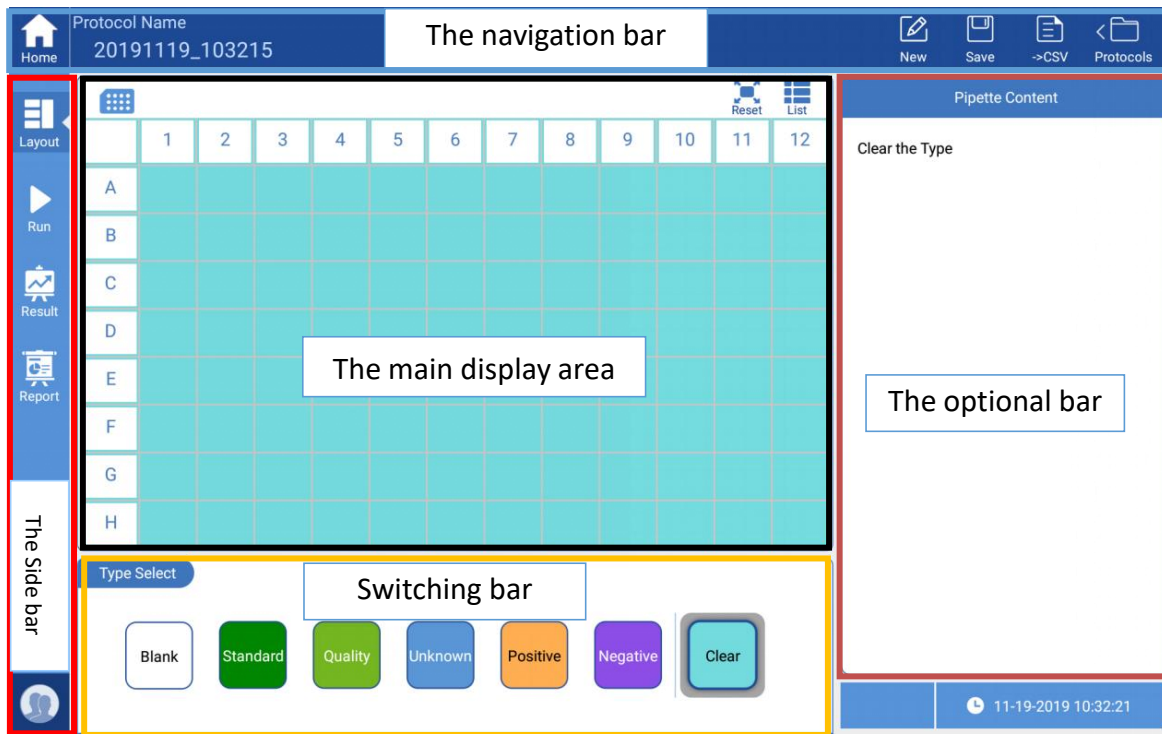 Protocol Name
20191119_103215
The navigation bar
Home
New
Save
->CSV
Protocols
Layout
Run
Result
Report
The Side bar
Reset
List
1 2 3 4 5 6 7 8 9 10 11 12
A
B
C
D
E
F
G
H
The main display area
Pipette Content
Clear the Type
The optional bar
Type Select
Switching bar
Blank Standard Quality Unknown Positive Negative Clear
11-19-2019 10:32:21